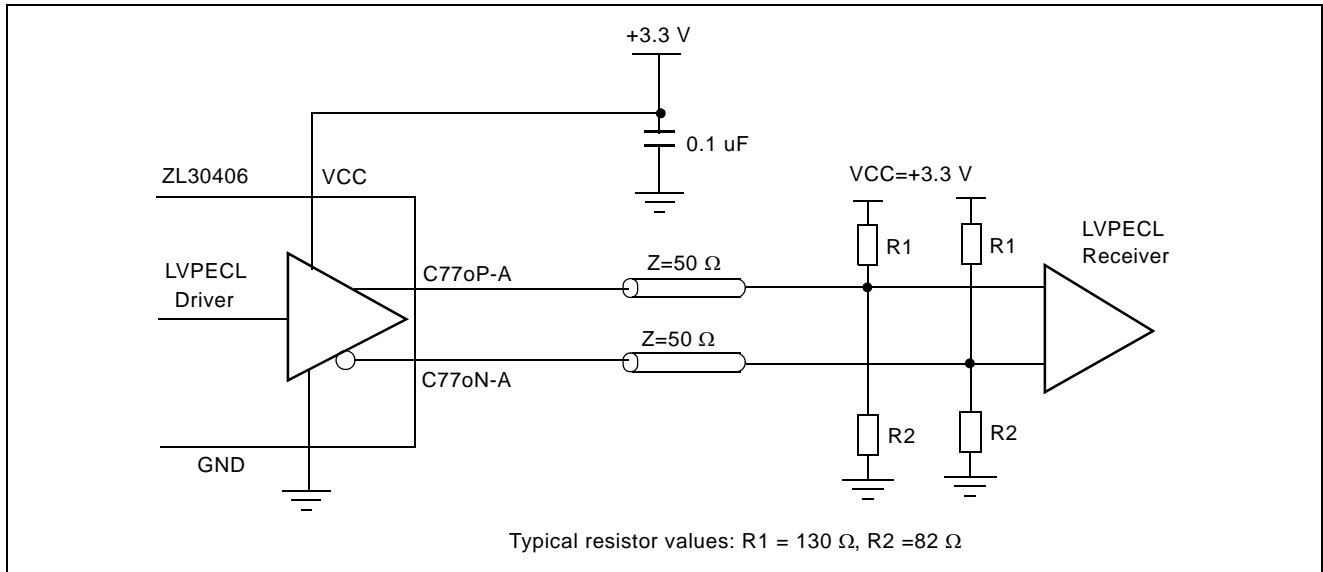 +3.3 V
0.1 uF
ZL30406
VCC
VCC=+3.3 V
R1
R1
LVPECL
Receiver
LVPECL
Driver
C77oP-A
Z=50 Ω
Z=50 Ω
C77oN-A
R2
R2
GND
Typical resistor values: R1 = 130 Ω, R2 =82 Ω